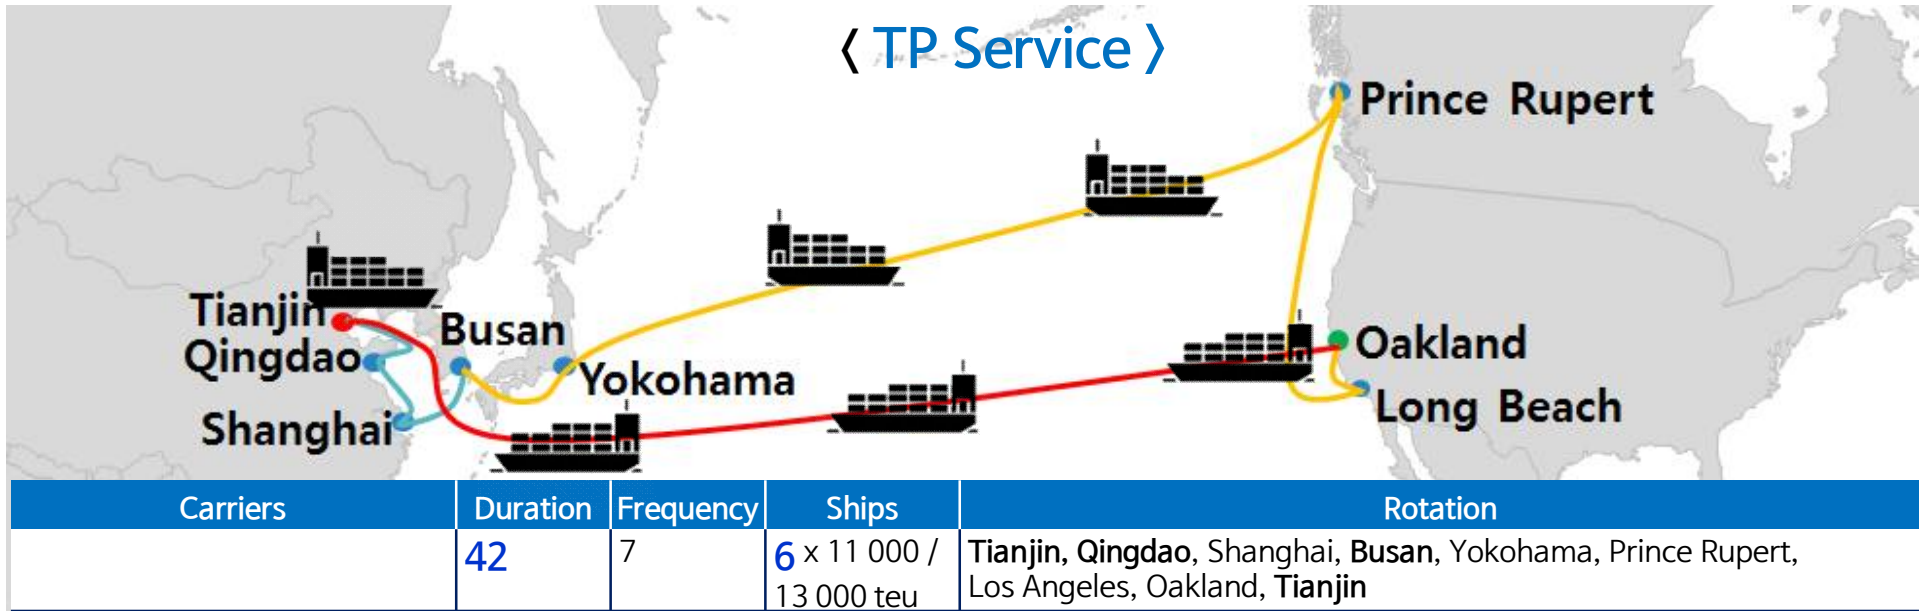 〈 TP Service 〉
Prince Rupert
Tianjin
Busan
Qingdao
Yokohama
Oakland
Shanghai
Long Beach
Carriers Duration Frequency Ships Rotation
42 7 6 x 11 000 / Tianjin, Qingdao, Shanghai, Busan, Yokohama, Prince Rupert,
13 000 teu Los Angeles, Oakland, Tianjin